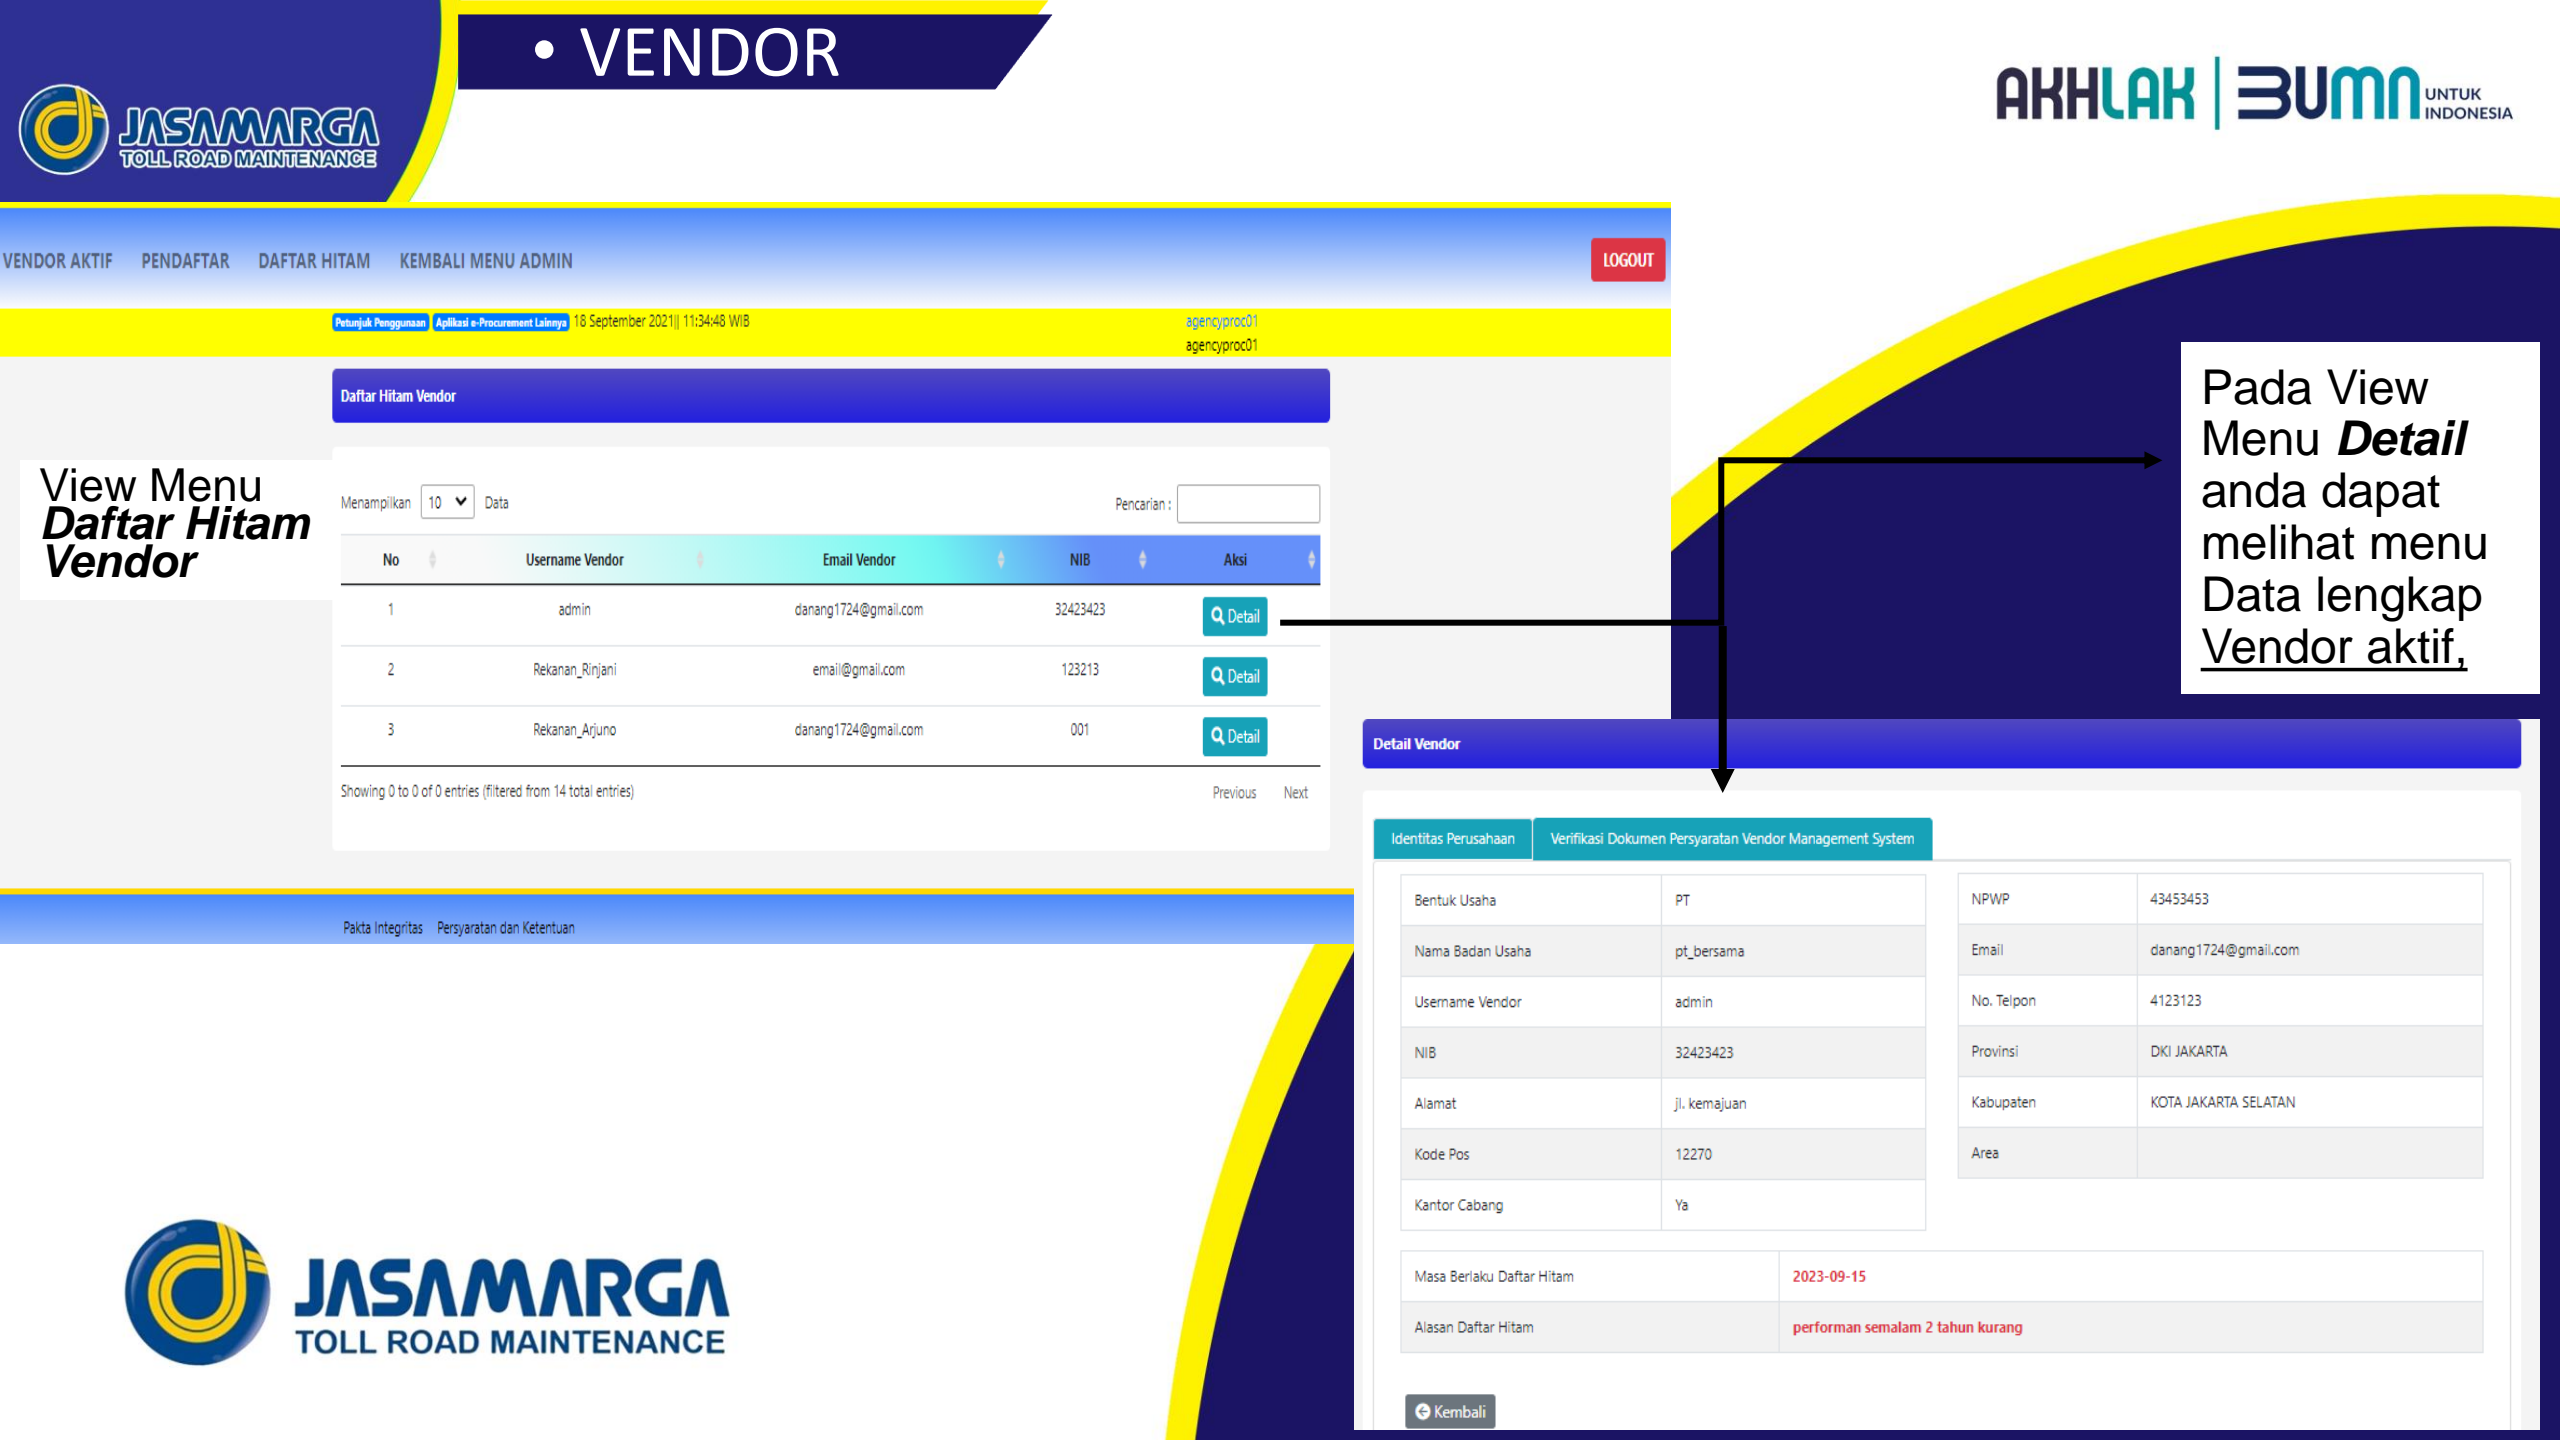 • VENDOR
JASAMARGA
TOLL ROAD MAINTENANCE
AKHLAK | BUMN UNTUK INDONESIA
VENDOR AKTIF PENDAFTAR DAFTAR HITAM KEMBALI MENU ADMIN LOGOUT
Petunjuk Penggunaan Aplikasi e-Procurement Lainnya 18 September 2021|| 11:34:48 WIB agencyproc01
agencyproc01
Daftar Hitam Vendor
View Menu
Daftar Hitam
Vendor
Menampilkan 10 Data Pencarian :
No Username Vendor Email Vendor NIB Aksi
1 admin danang1724@gmail.com 32423423 Detail
2 Rekanan_Rinjani email@gmail.com 123213 Detail
3 Rekanan_Arjuno danang1724@gmail.com 001 Detail
Showing 0 to 0 of 0 entries (filtered from 14 total entries) Previous Next
Pakta Integritas Persyaratan dan Ketentuan
Pada View
Menu Detail
anda dapat
melihat menu
Data lengkap
Vendor aktif,
Detail Vendor
Identitas Perusahaan Verifikasi Dokumen Persyaratan Vendor Management System
Bentuk Usaha PT
Nama Badan Usaha pt_bersama
Username Vendor admin
NIB 32423423
Alamat jl. kemajuan
Kode Pos 12270
Kantor Cabang Ya
NPWP 43453453
Email danang1724@gmail.com
No. Telpon 4123123
Provinsi DKI JAKARTA
Kabupaten KOTA JAKARTA SELATAN
Area
Masa Berlaku Daftar Hitam 2023-09-15
Alasan Daftar Hitam performan semalam 2 tahun kurang
Kembali
JASAMARGA
TOLL ROAD MAINTENANCE